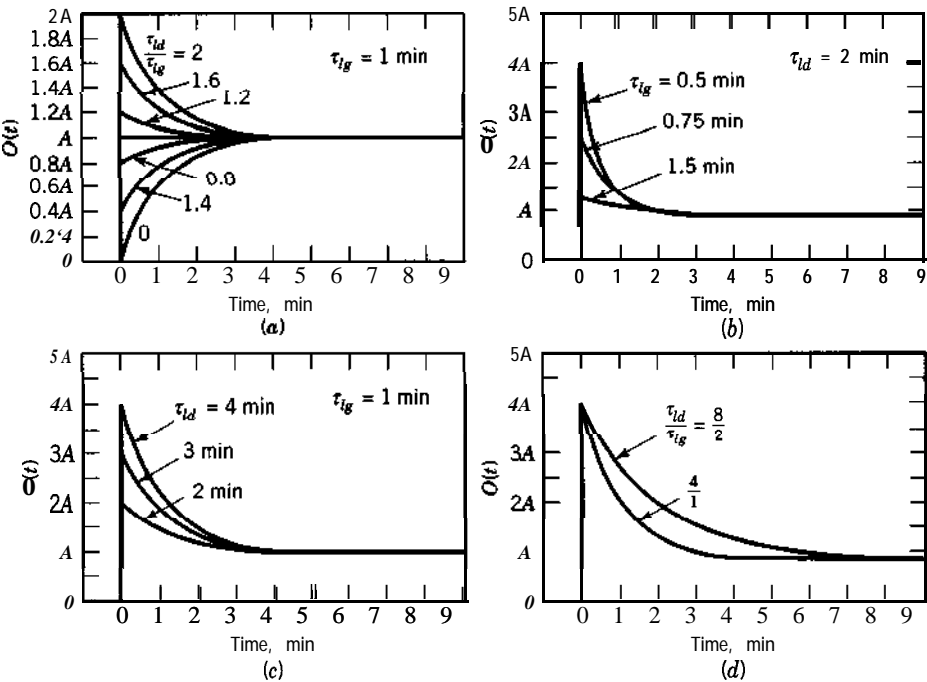 2A
1.8A
1.6A
1.4A
1.2A
A
0.8A
0.6A
0.4A
0.2‘4
0
O(t)
τld/τlg = 2
1.6
1.2
0.0
1.4
0
τlg = 1 min
0 1 2 3 4 5 6 7 8 9
Time, min
(a)
5A
4A
3A
2A
A
0
O(t)
τld = 2 min
τlg = 0.5 min
0.75 min
1.5 min
0 1 2 3 4 5 6 7 8 9
Time, min
(b)
5A
4A
3A
2A
A
0
O(t)
τld = 4 min
3 min
2 min
τlg = 1 min
0 1 2 3 4 5 6 7 8 9
Time, min
(c)
5A
4A
3A
2A
A
0
O(t)
τld/τlg = 8/2
4/1
0 1 2 3 4 5 6 7 8 9
Time, min
(d)